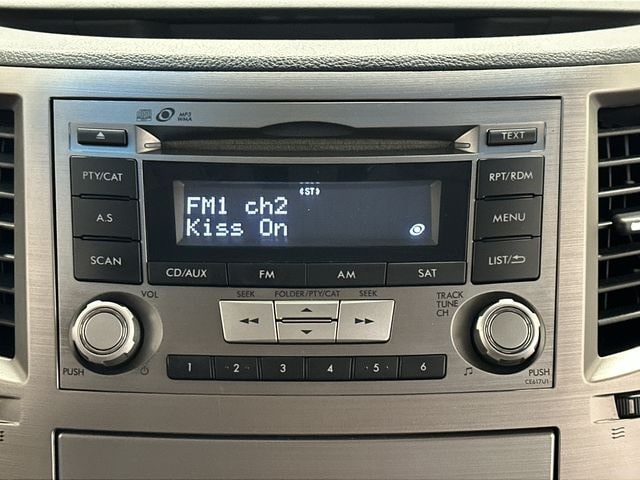 MP3
WMA
TEXT
PTY/CAT
A.S
SCAN
ST
FM1 ch2
Kiss On
RPT/RDM
MENU
LIST/
CD/AUX FM AM SAT
VOL
SEEK FOLDER/PTY/CAT SEEK
TRACK
TUNE
CH
PUSH
1 2 3 4 5 6
PUSH
CE617U1